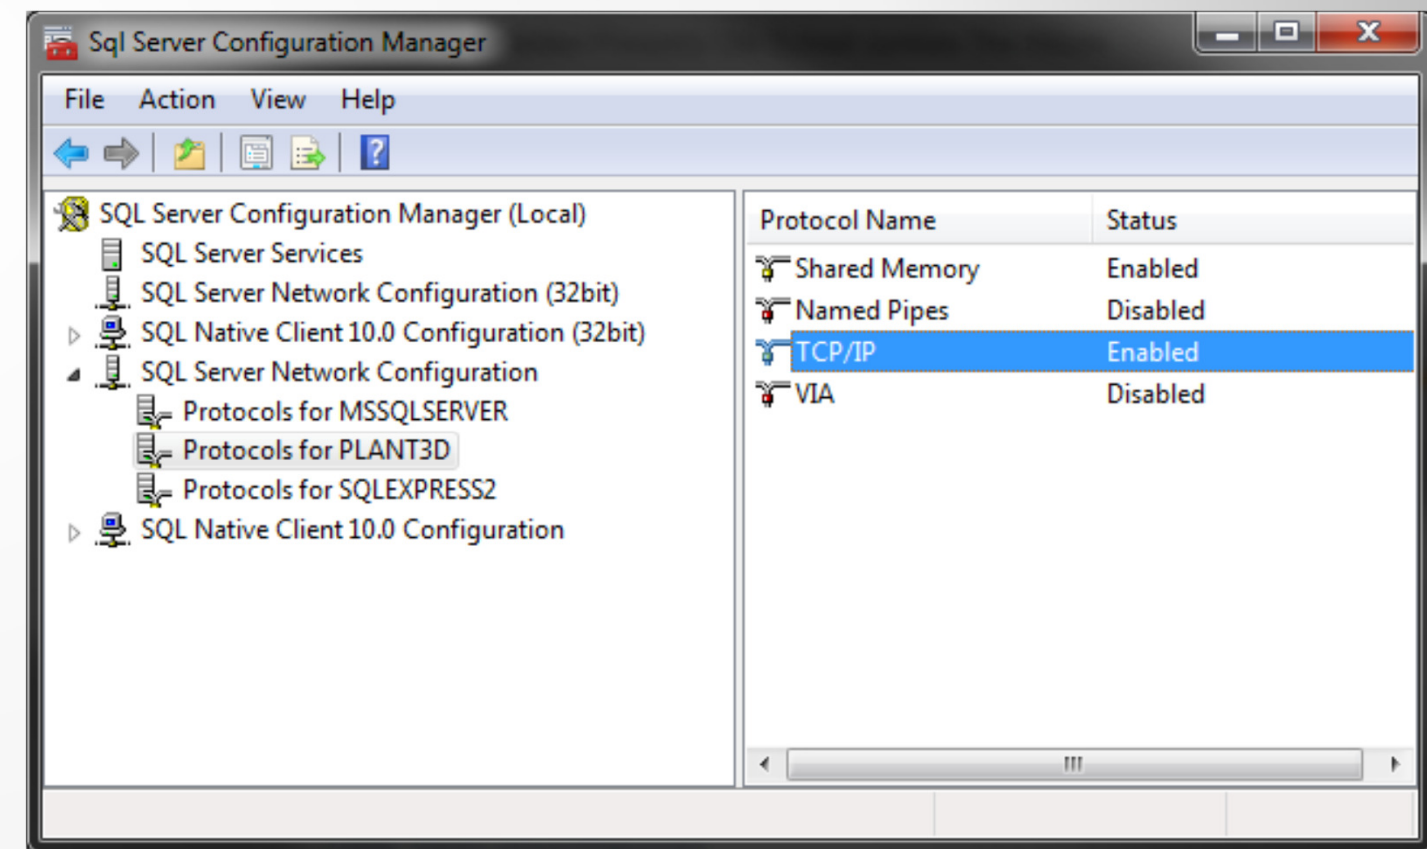 Sql Server Configuration Manager
File Action View Help
SQL Server Configuration Manager (Local)
SQL Server Services
SQL Server Network Configuration (32bit)
SQL Native Client 10.0 Configuration (32bit)
SQL Server Network Configuration
Protocols for MSSQLSERVER
Protocols for PLANT3D
Protocols for SQLEXPRESS2
SQL Native Client 10.0 Configuration
Protocol Name Status
Shared Memory Enabled
Named Pipes Disabled
TCP/IP Enabled
VIA Disabled